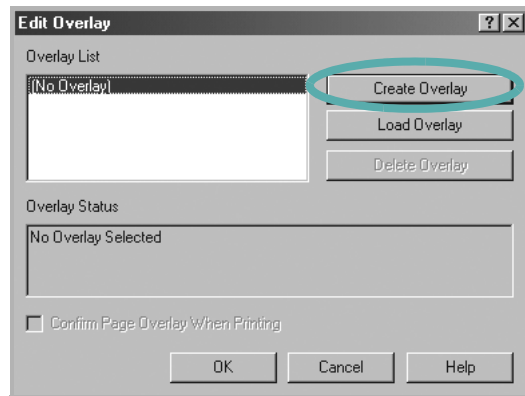 Edit Overlay
Overlay List
(No Overlay)
Create Overlay
Load Overlay
Delete Overlay
Overlay Status
No Overlay Selected
Confirm Page Overlay When Printing
OK Cancel Help